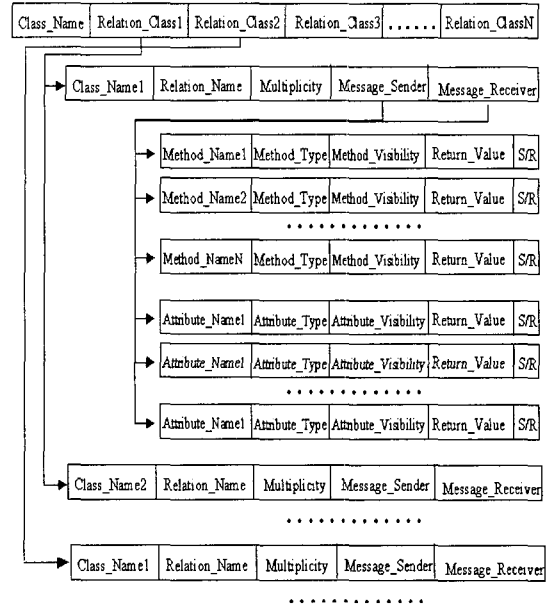 Class_Name Relation_Class1 Relation_Class2 Relation_Class3 ...... Relation_ClassN
Class_Name1 Relation_Name Multiplicity Message_Sender Message_Receiver
Method_Name1 Method_Type Method_Visibility Return_Value S/R
Method_Name2 Method_Type Method_Visibility Return_Value S/R
.............
Method_NameN Method_Type Method_Visibility Return_Value S/R
Attribute_Name1 Attribute_Type Attribute_Visibility Return_Value S/R
Attribute_Name1 Attribute_Type Attribute_Visibility Return_Value S/R
.............
Attribute_Name1 Attribute_Type Attribute_Visibility Return_Value S/R
Class_Name2 Relation_Name Multiplicity Message_Sender Message_Receiver
.............
Class_Name1 Relation_Name Multiplicity Message_Sender Message_Receiver
.............